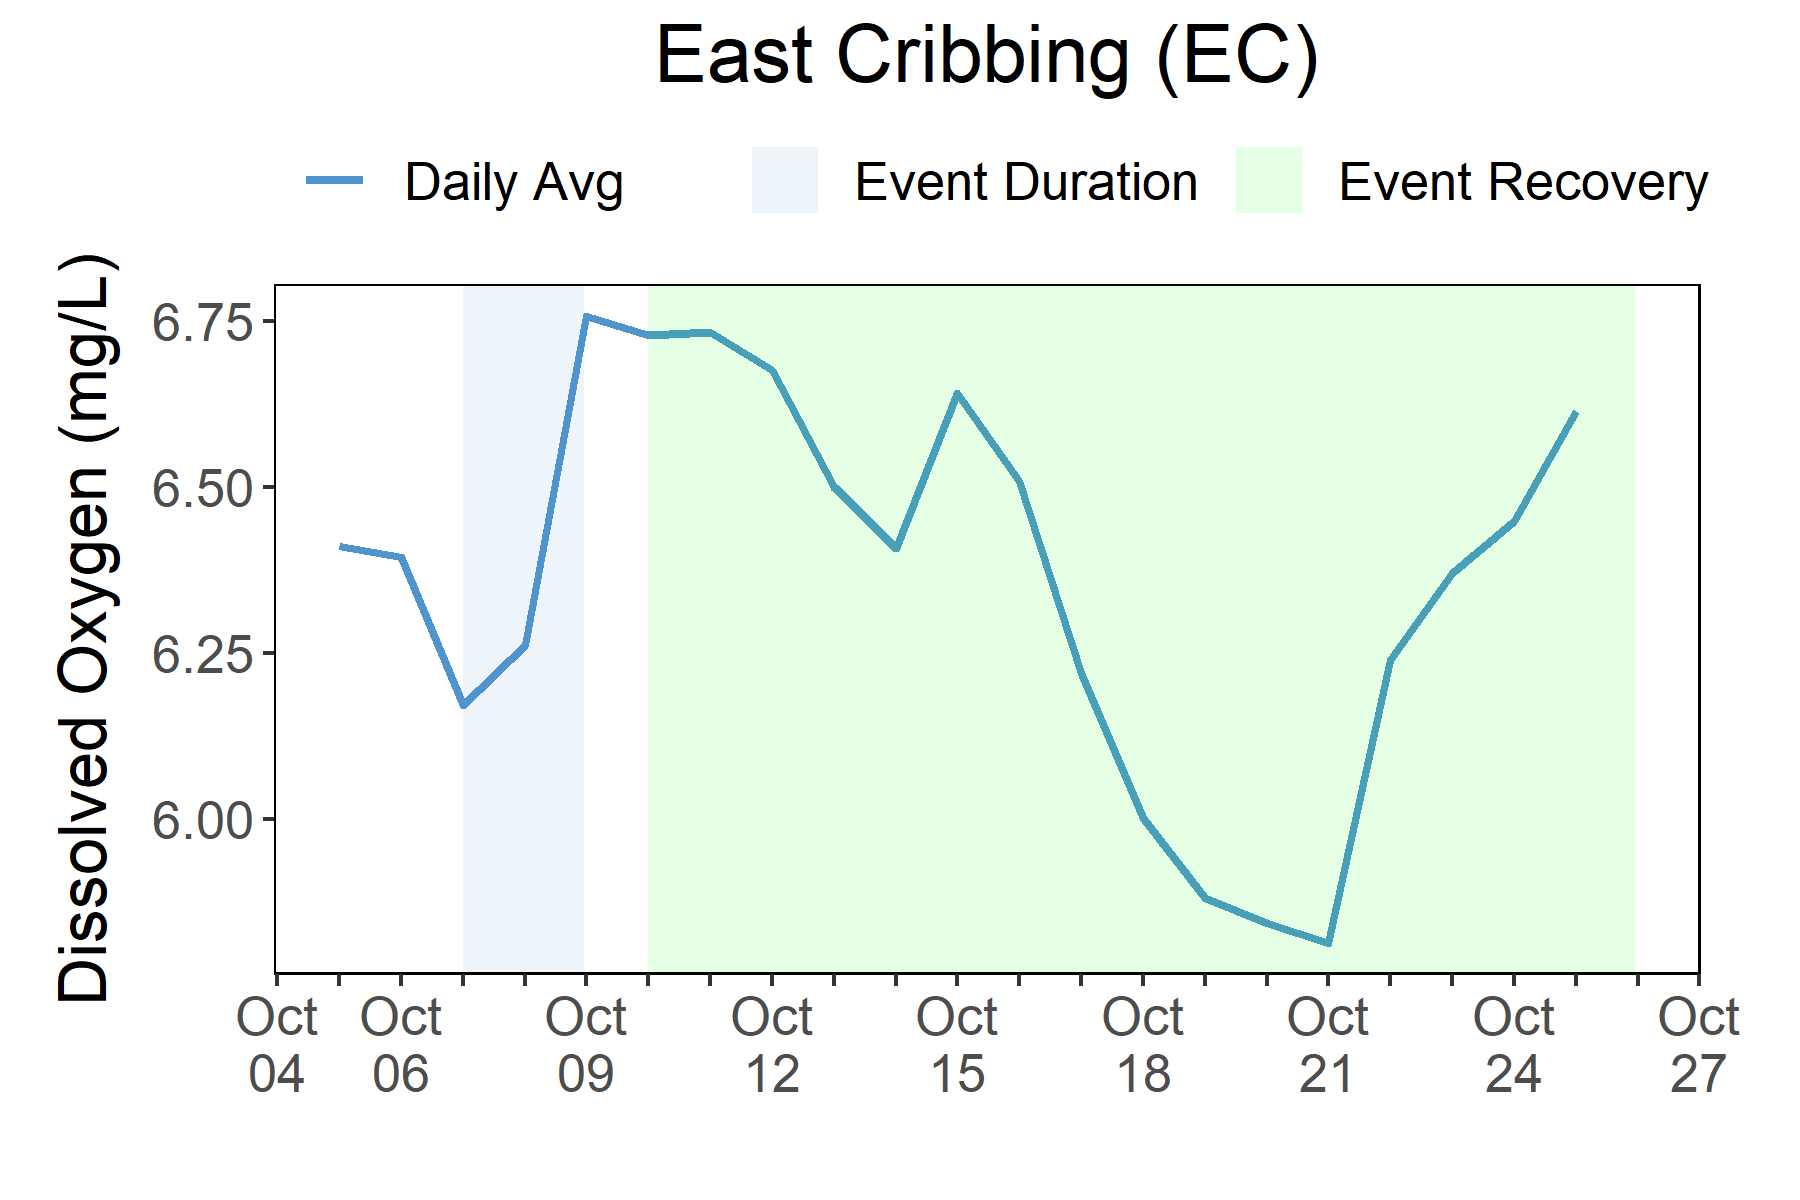 East Cribbing (EC)
Daily Avg Event Duration Event Recovery
Dissolved Oxygen (mg/L)
6.75
6.50
6.25
6.00
Oct Oct Oct Oct Oct Oct Oct Oct Oct
04 06 09 12 15 18 21 24 27